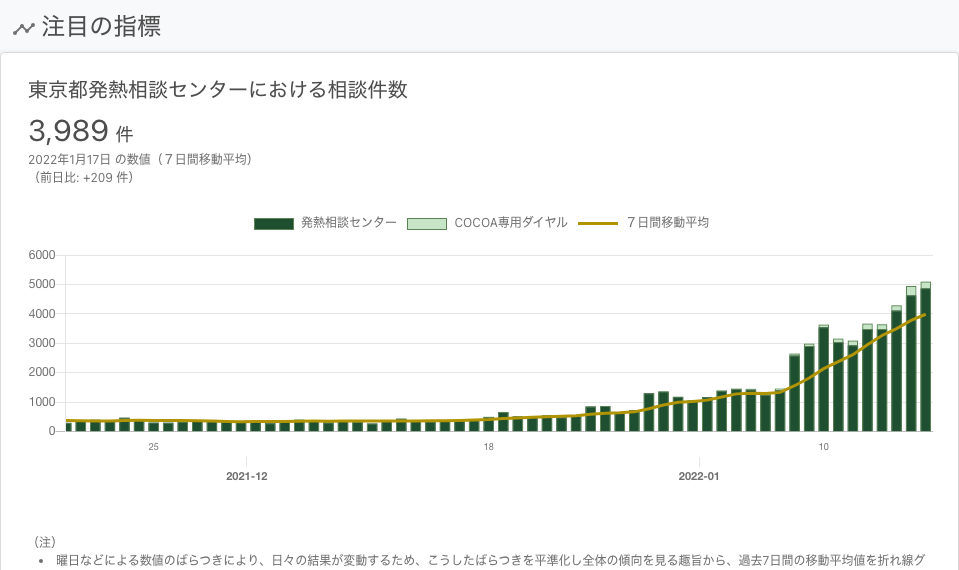 注目の指標
東京都発熱相談センターにおける相談件数
3,989 件
2022年1月17日 の数値（７日間移動平均）
（前日比: +209 件）
発熱相談センター COCOA専用ダイヤル ７日間移動平均
6000
5000
4000
3000
2000
1000
0
25 18 10
2021-12 2022-01
（注）
• 曜日などによる数値のばらつきにより、日々の結果が変動するため、こうしたばらつきを平準化し全体の傾向を見る趣旨から、過去7日間の移動平均値を折れ線グ